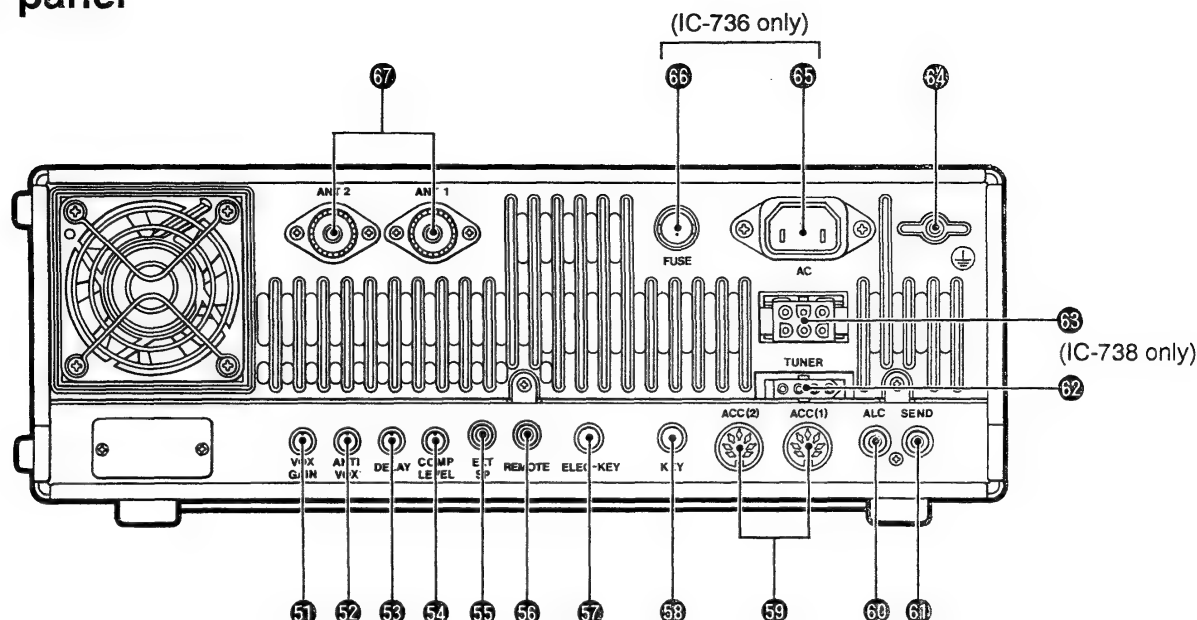 panel
(IC-736 only)
67 66 65 64
ANT 2 ANT 1
FUSE
AC
63
(IC-738 only)
TUNER
62
ACC(2) ACC(1) ALC SEND
VOX GAIN
ANTI VOX
DELAY
COMP LEVEL
EXT SP
REMOTE
ELEC-KEY
KEY
51 52 53 54 55 56 57 58 59 60 61